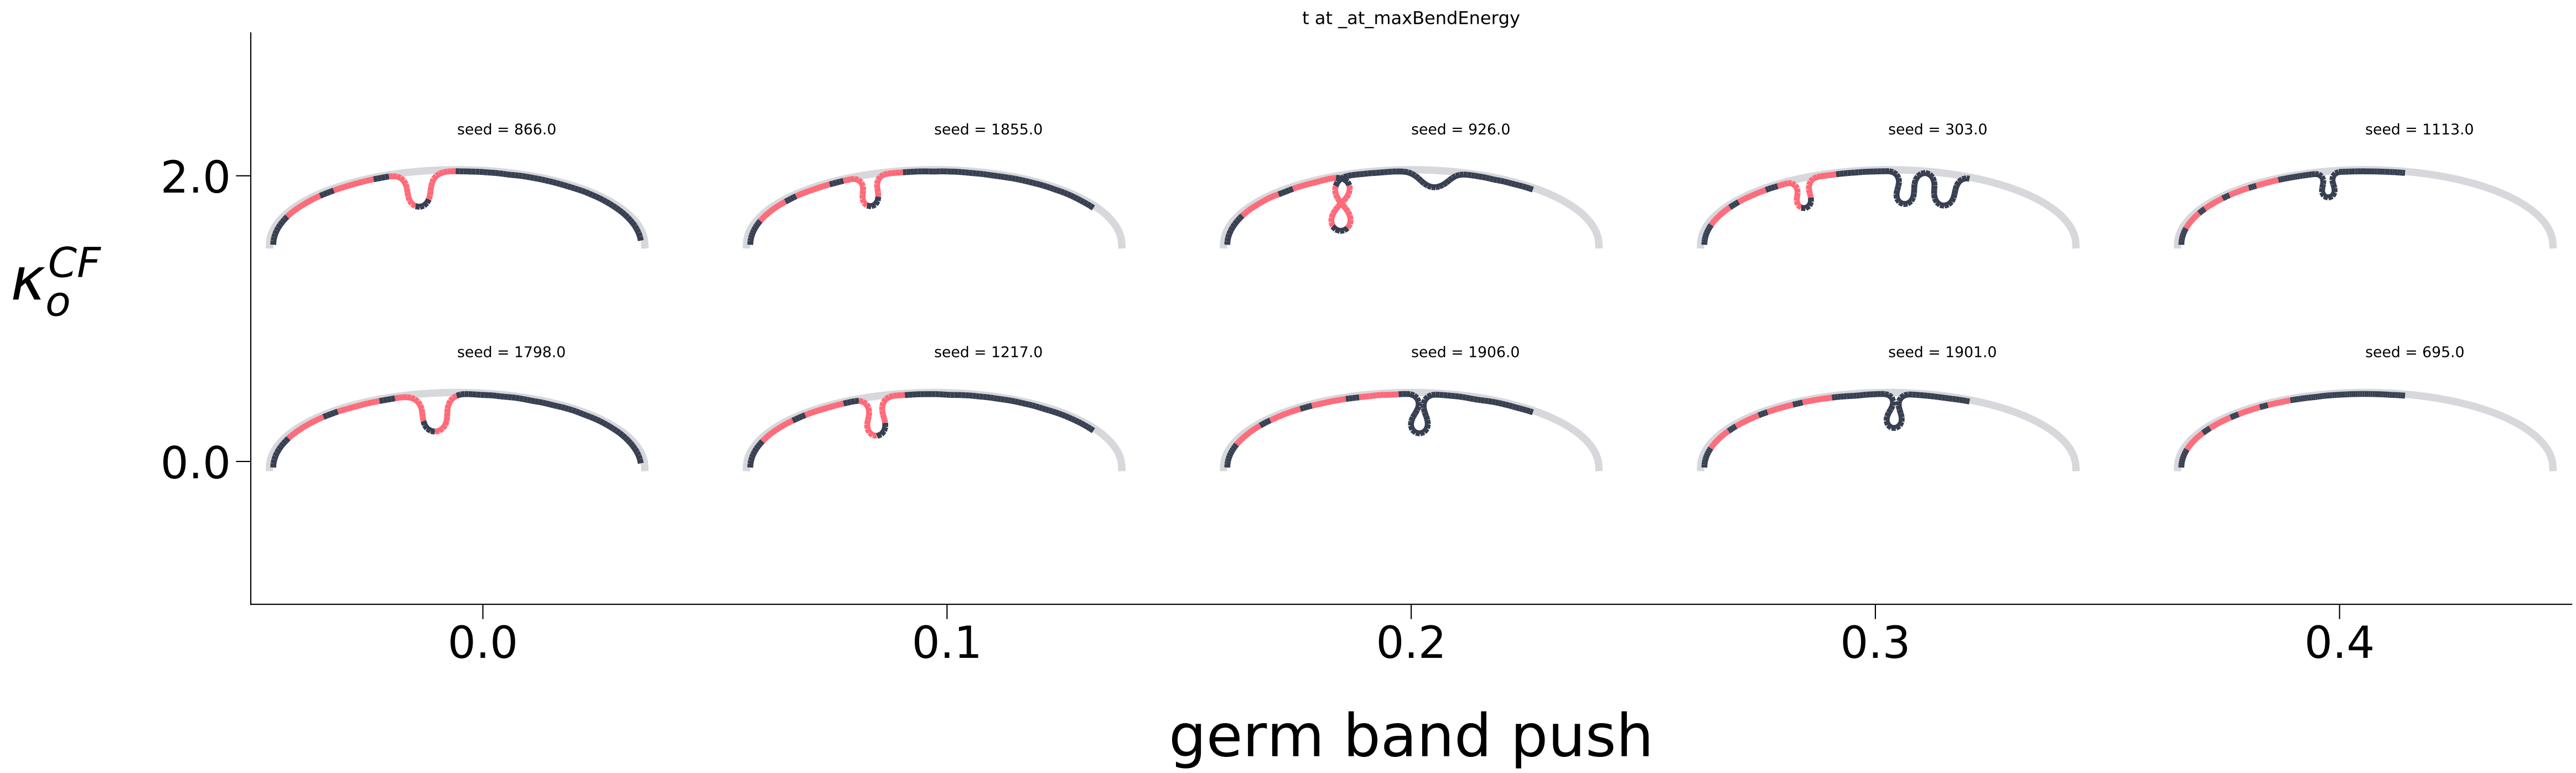 t at _at_maxBendEnergy
seed = 866.0
seed = 1855.0
seed = 926.0
seed = 303.0
seed = 1113.0
2.0
κ_o^CF
seed = 1798.0
seed = 1217.0
seed = 1906.0
seed = 1901.0
seed = 695.0
0.0
0.0
0.1
0.2
0.3
0.4
germ band push